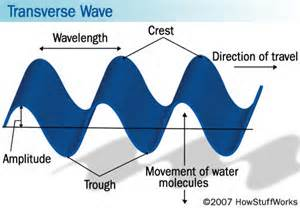 Transverse Wave
Crest
Wavelength
Direction of travel
Amplitude
Trough
Movement of water
molecules
©2007 HowStuffWorks